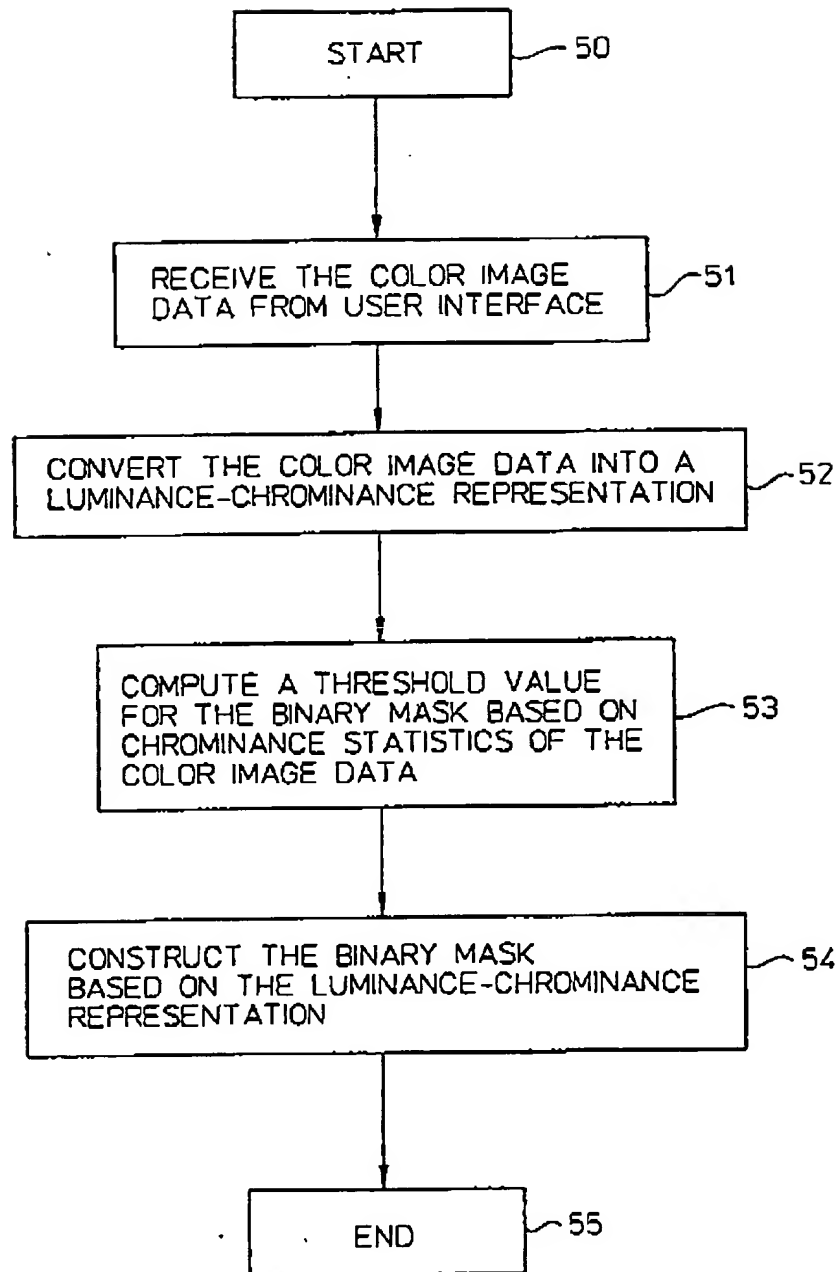 START
50
RECEIVE THE COLOR IMAGE
DATA FROM USER INTERFACE
51
CONVERT THE COLOR IMAGE DATA INTO A
LUMINANCE-CHROMINANCE REPRESENTATION
52
COMPUTE A THRESHOLD VALUE
FOR THE BINARY MASK BASED ON
CHROMINANCE STATISTICS OF THE
COLOR IMAGE DATA
53
CONSTRUCT THE BINARY MASK
BASED ON THE LUMINANCE-CHROMINANCE
REPRESENTATION
54
END
55